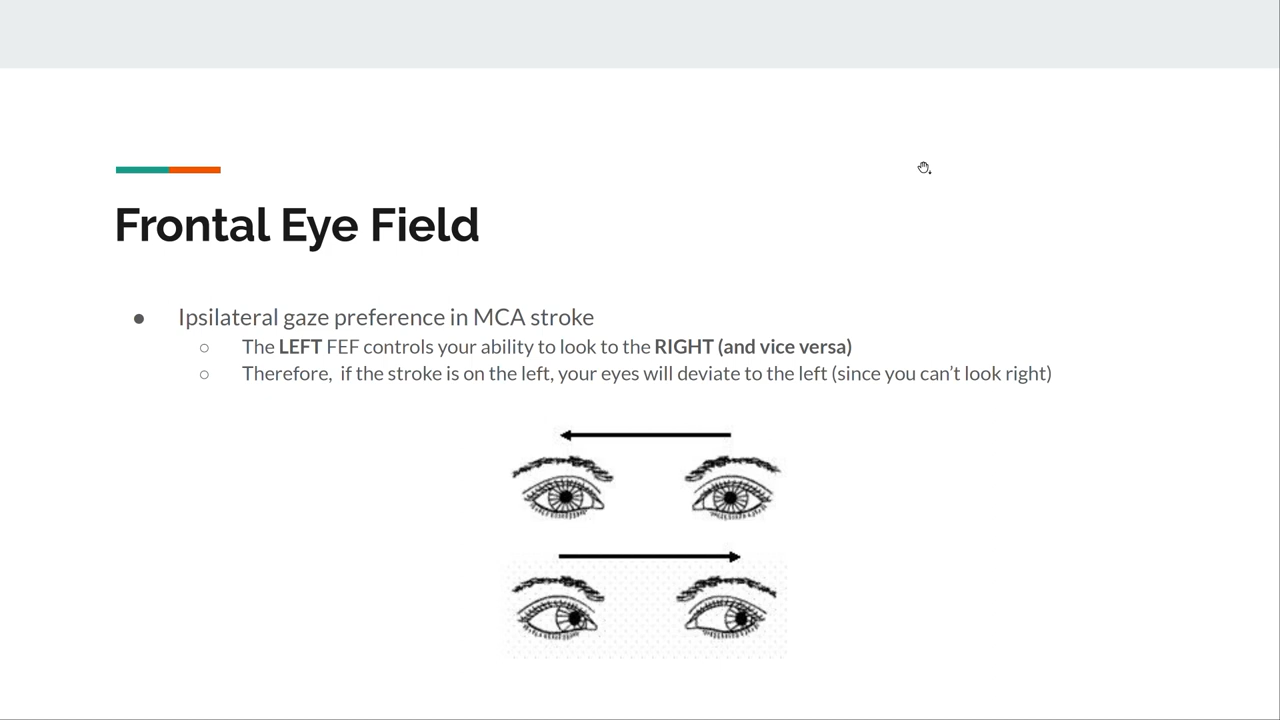 Frontal Eye Field
● Ipsilateral gaze preference in MCA stroke
○ The LEFT FEF controls your ability to look to the RIGHT (and vice versa)
○ Therefore,  if the stroke is on the left, your eyes will deviate to the left (since you can’t look right)